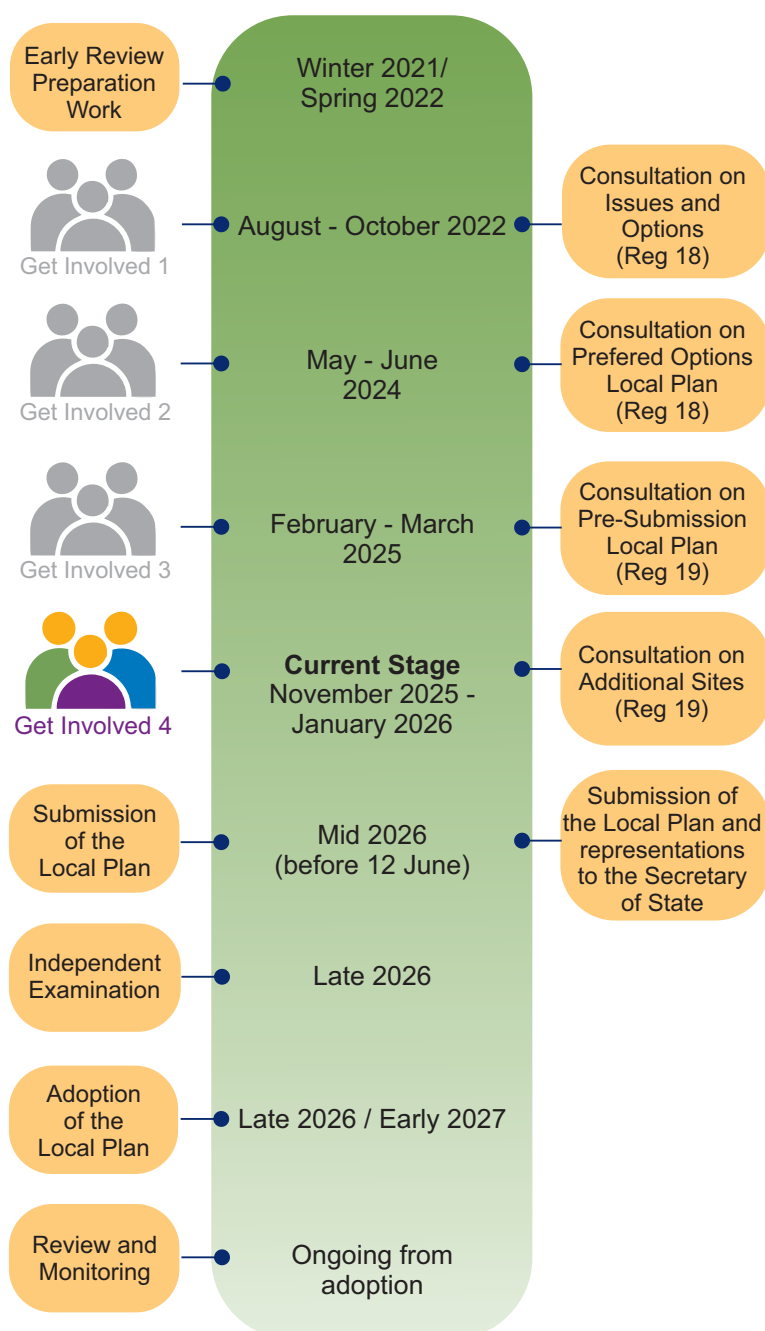 Early Review
Preparation
Work
Winter 2021/
Spring 2022
Get Involved 1
August - October 2022
Consultation on
Issues and
Options
(Reg 18)
Get Involved 2
May - June
2024
Consultation on
Prefered Options
Local Plan
(Reg 18)
Get Involved 3
February - March
2025
Consultation on
Pre-Submission
Local Plan
(Reg 19)
Get Involved 4
Current Stage
November 2025 -
January 2026
Consultation on
Additional Sites
(Reg 19)
Submission
of the
Local Plan
Mid 2026
(before 12 June)
Submission of
the Local Plan and
representations
to the Secretary
of State
Independent
Examination
Late 2026
Adoption
of the
Local Plan
Late 2026 / Early 2027
Review and
Monitoring
Ongoing from
adoption